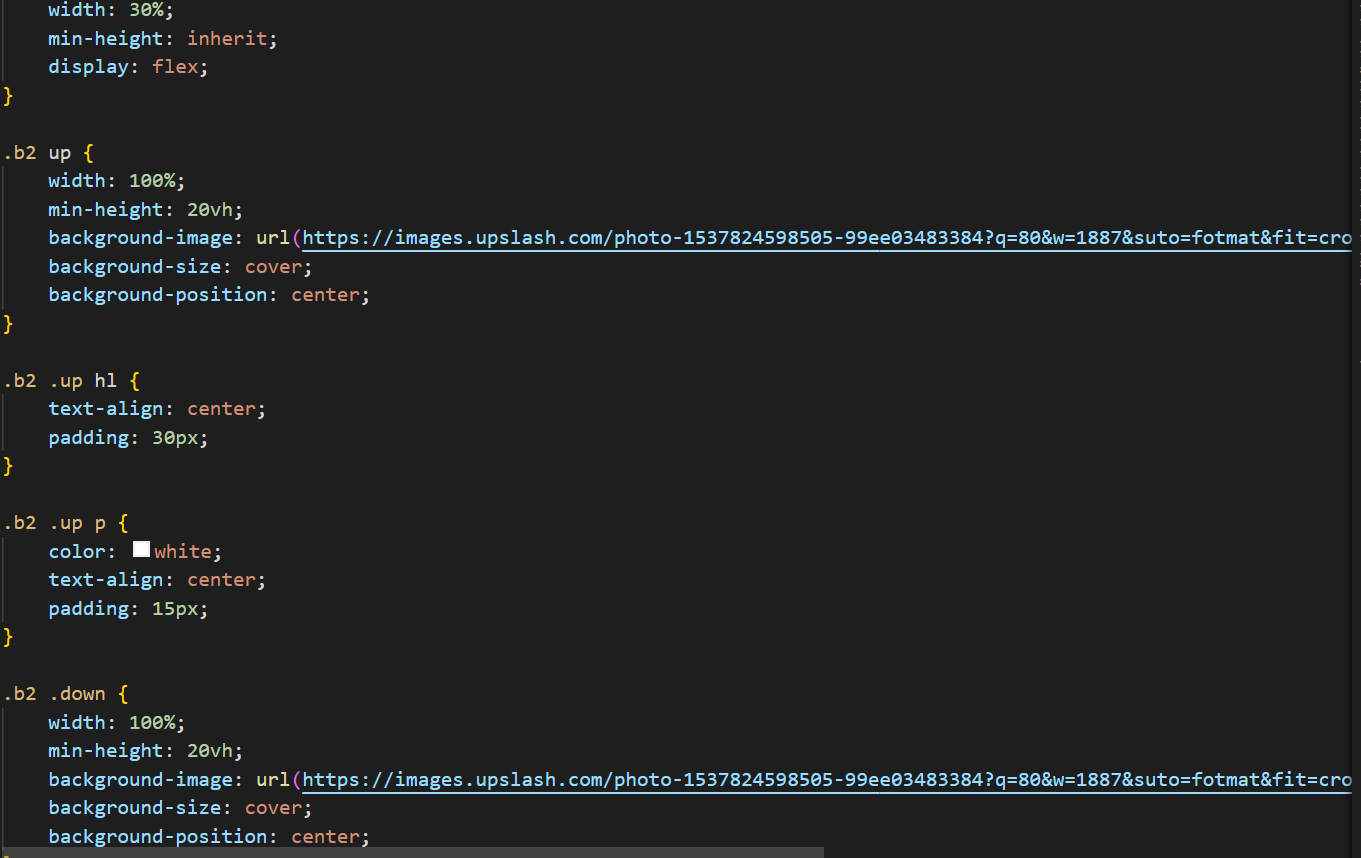 width: 30%;
min-height: inherit;
display: flex;
}
.b2 up {
width: 100%;
min-height: 20vh;
background-image: url(https://images.upslash.com/photo-1537824598505-99ee03483384?q=80&w=1887&suto=fotmat&fit=cro
background-size: cover;
background-position: center;
}
.b2 .up hl {
text-align: center;
padding: 30px;
}
.b2 .up p {
color: white;
text-align: center;
padding: 15px;
}
.b2 .down {
width: 100%;
min-height: 20vh;
background-image: url(https://images.upslash.com/photo-1537824598505-99ee03483384?q=80&w=1887&suto=fotmat&fit=cro
background-size: cover;
background-position: center;